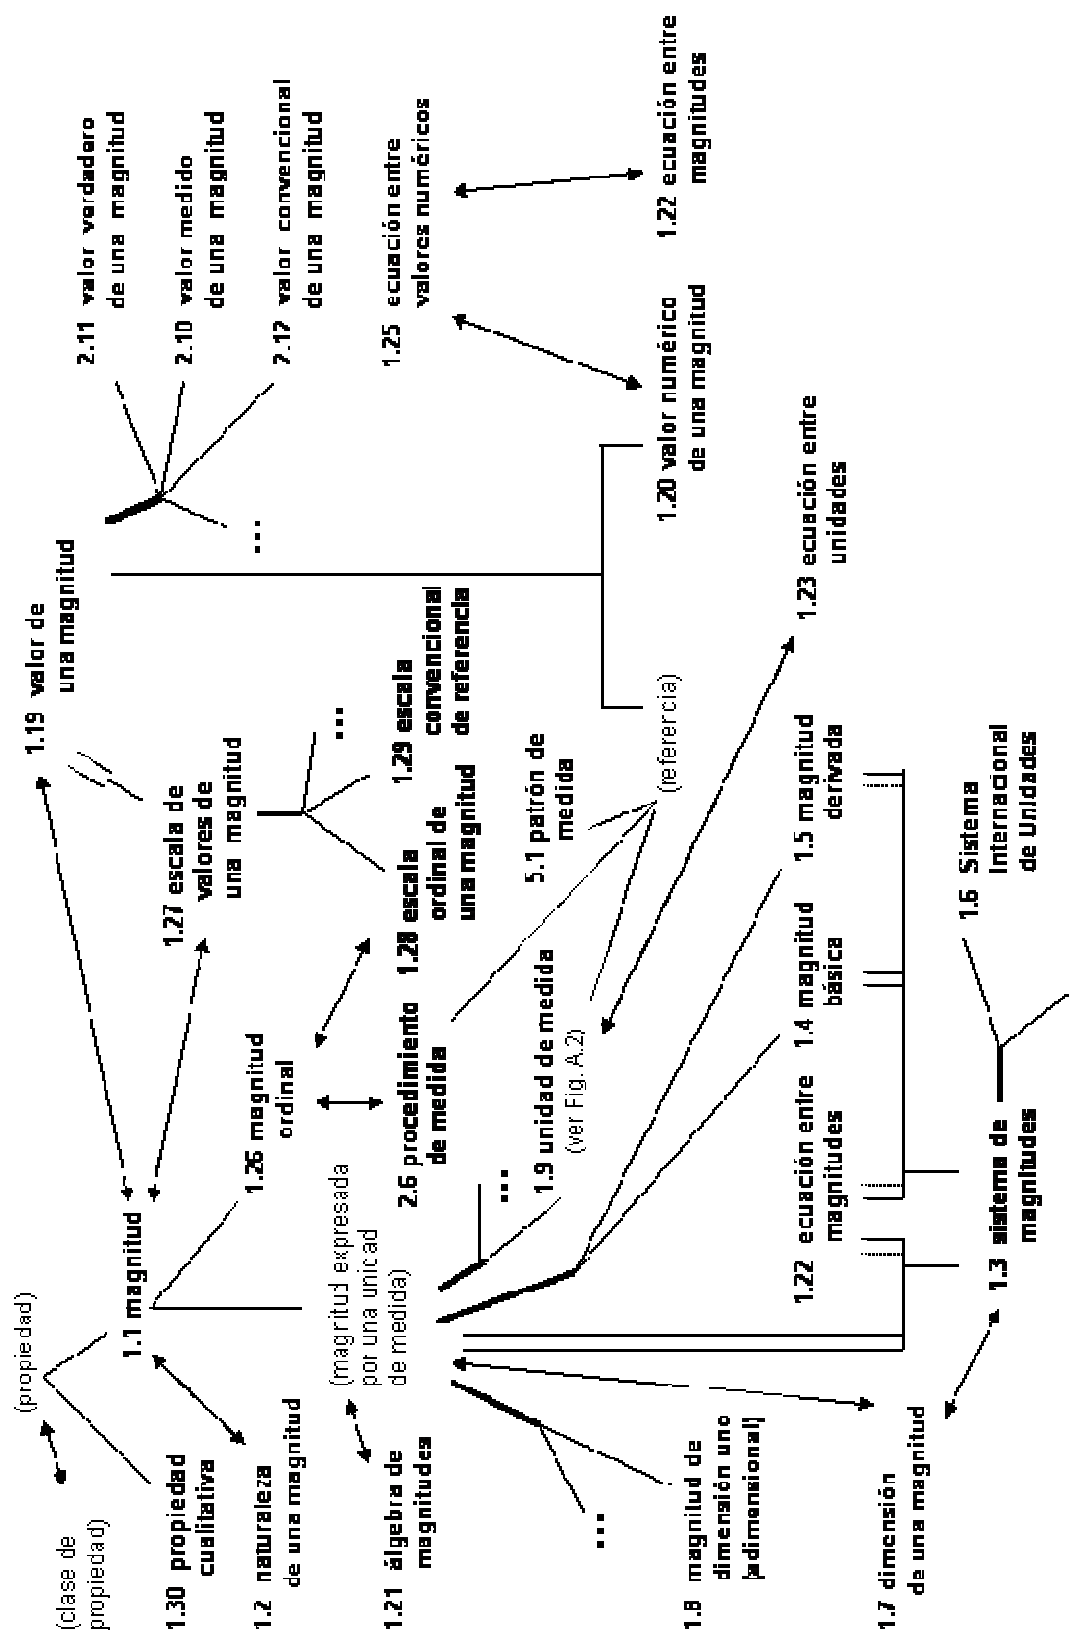 (clase de
propiedad)
(propiedad)
1.19 valor de
una magnitud
1.30 propiedad
cualitativa
1.1 magnitud
1.27 escala de
valores de
una magnitud
2.11 valor verdadero
de una magnitud
2.10 valor medido
de una magnitud
2.12 valor convencional
de una magnitud
...
1.2 naturaleza
de una magnitud
1.26 magnitud
ordinal
...
1.21 álgebra de
magnitudes
(magnitud expresada
por una unidad
de medida)
2.6 procedimiento
de medida
1.28 escala
ordinal de
una magnitud
1.29 escala
convencional
de referencia
1.25 ecuación entre
valores numéricos
...
1.9 unidad de medida
(ver Fig. A.2)
5.1 patrón de
medida
...
(referencia)
1.20 valor numérico
de una magnitud
1.22 ecuación entre
magnitudes
1.8 magnitud de
dimensión uno
(adimensional)
1.22 ecuación entre
magnitudes
1.4 magnitud
básica
1.5 magnitud
derivada
1.23 ecuación entre
unidades
1.7 dimensión
de una magnitud
1.3 sistema de
magnitudes
1.6 Sistema
Internacional
de Unidades